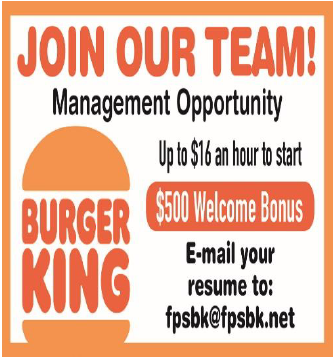 JOIN OUR TEAM!
Management Opportunity
Up to $16 an hour to start
$500 Welcome Bonus
BURGER
KING
E-mail your
resume to:
fpsbk@fpsbk.net